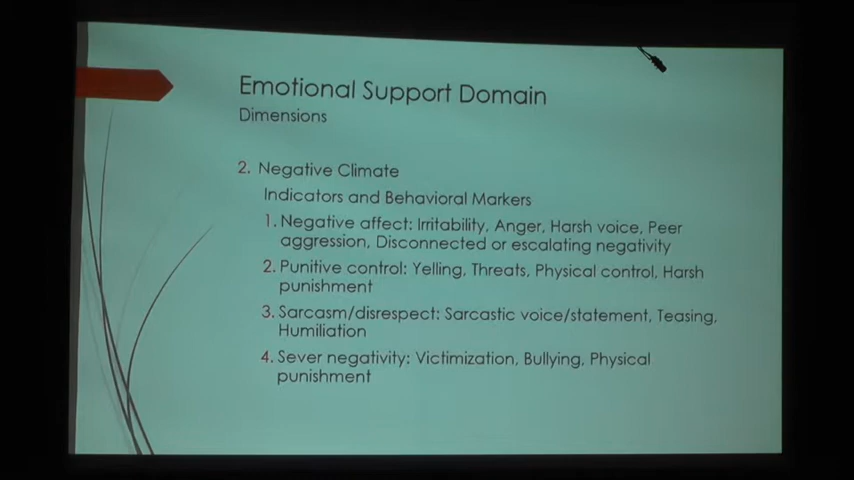 Emotional Support Domain
Dimensions
2. Negative Climate
Indicators and Behavioral Markers
1. Negative affect: Irritability, Anger, Harsh voice, Peer
aggression, Disconnected or escalating negativity
2. Punitive control: Yelling, Threats, Physical control, Harsh
punishment
3. Sarcasm/disrespect: Sarcastic voice/statement, Teasing,
Humiliation
4. Sever negativity: Victimization, Bullying, Physical
punishment